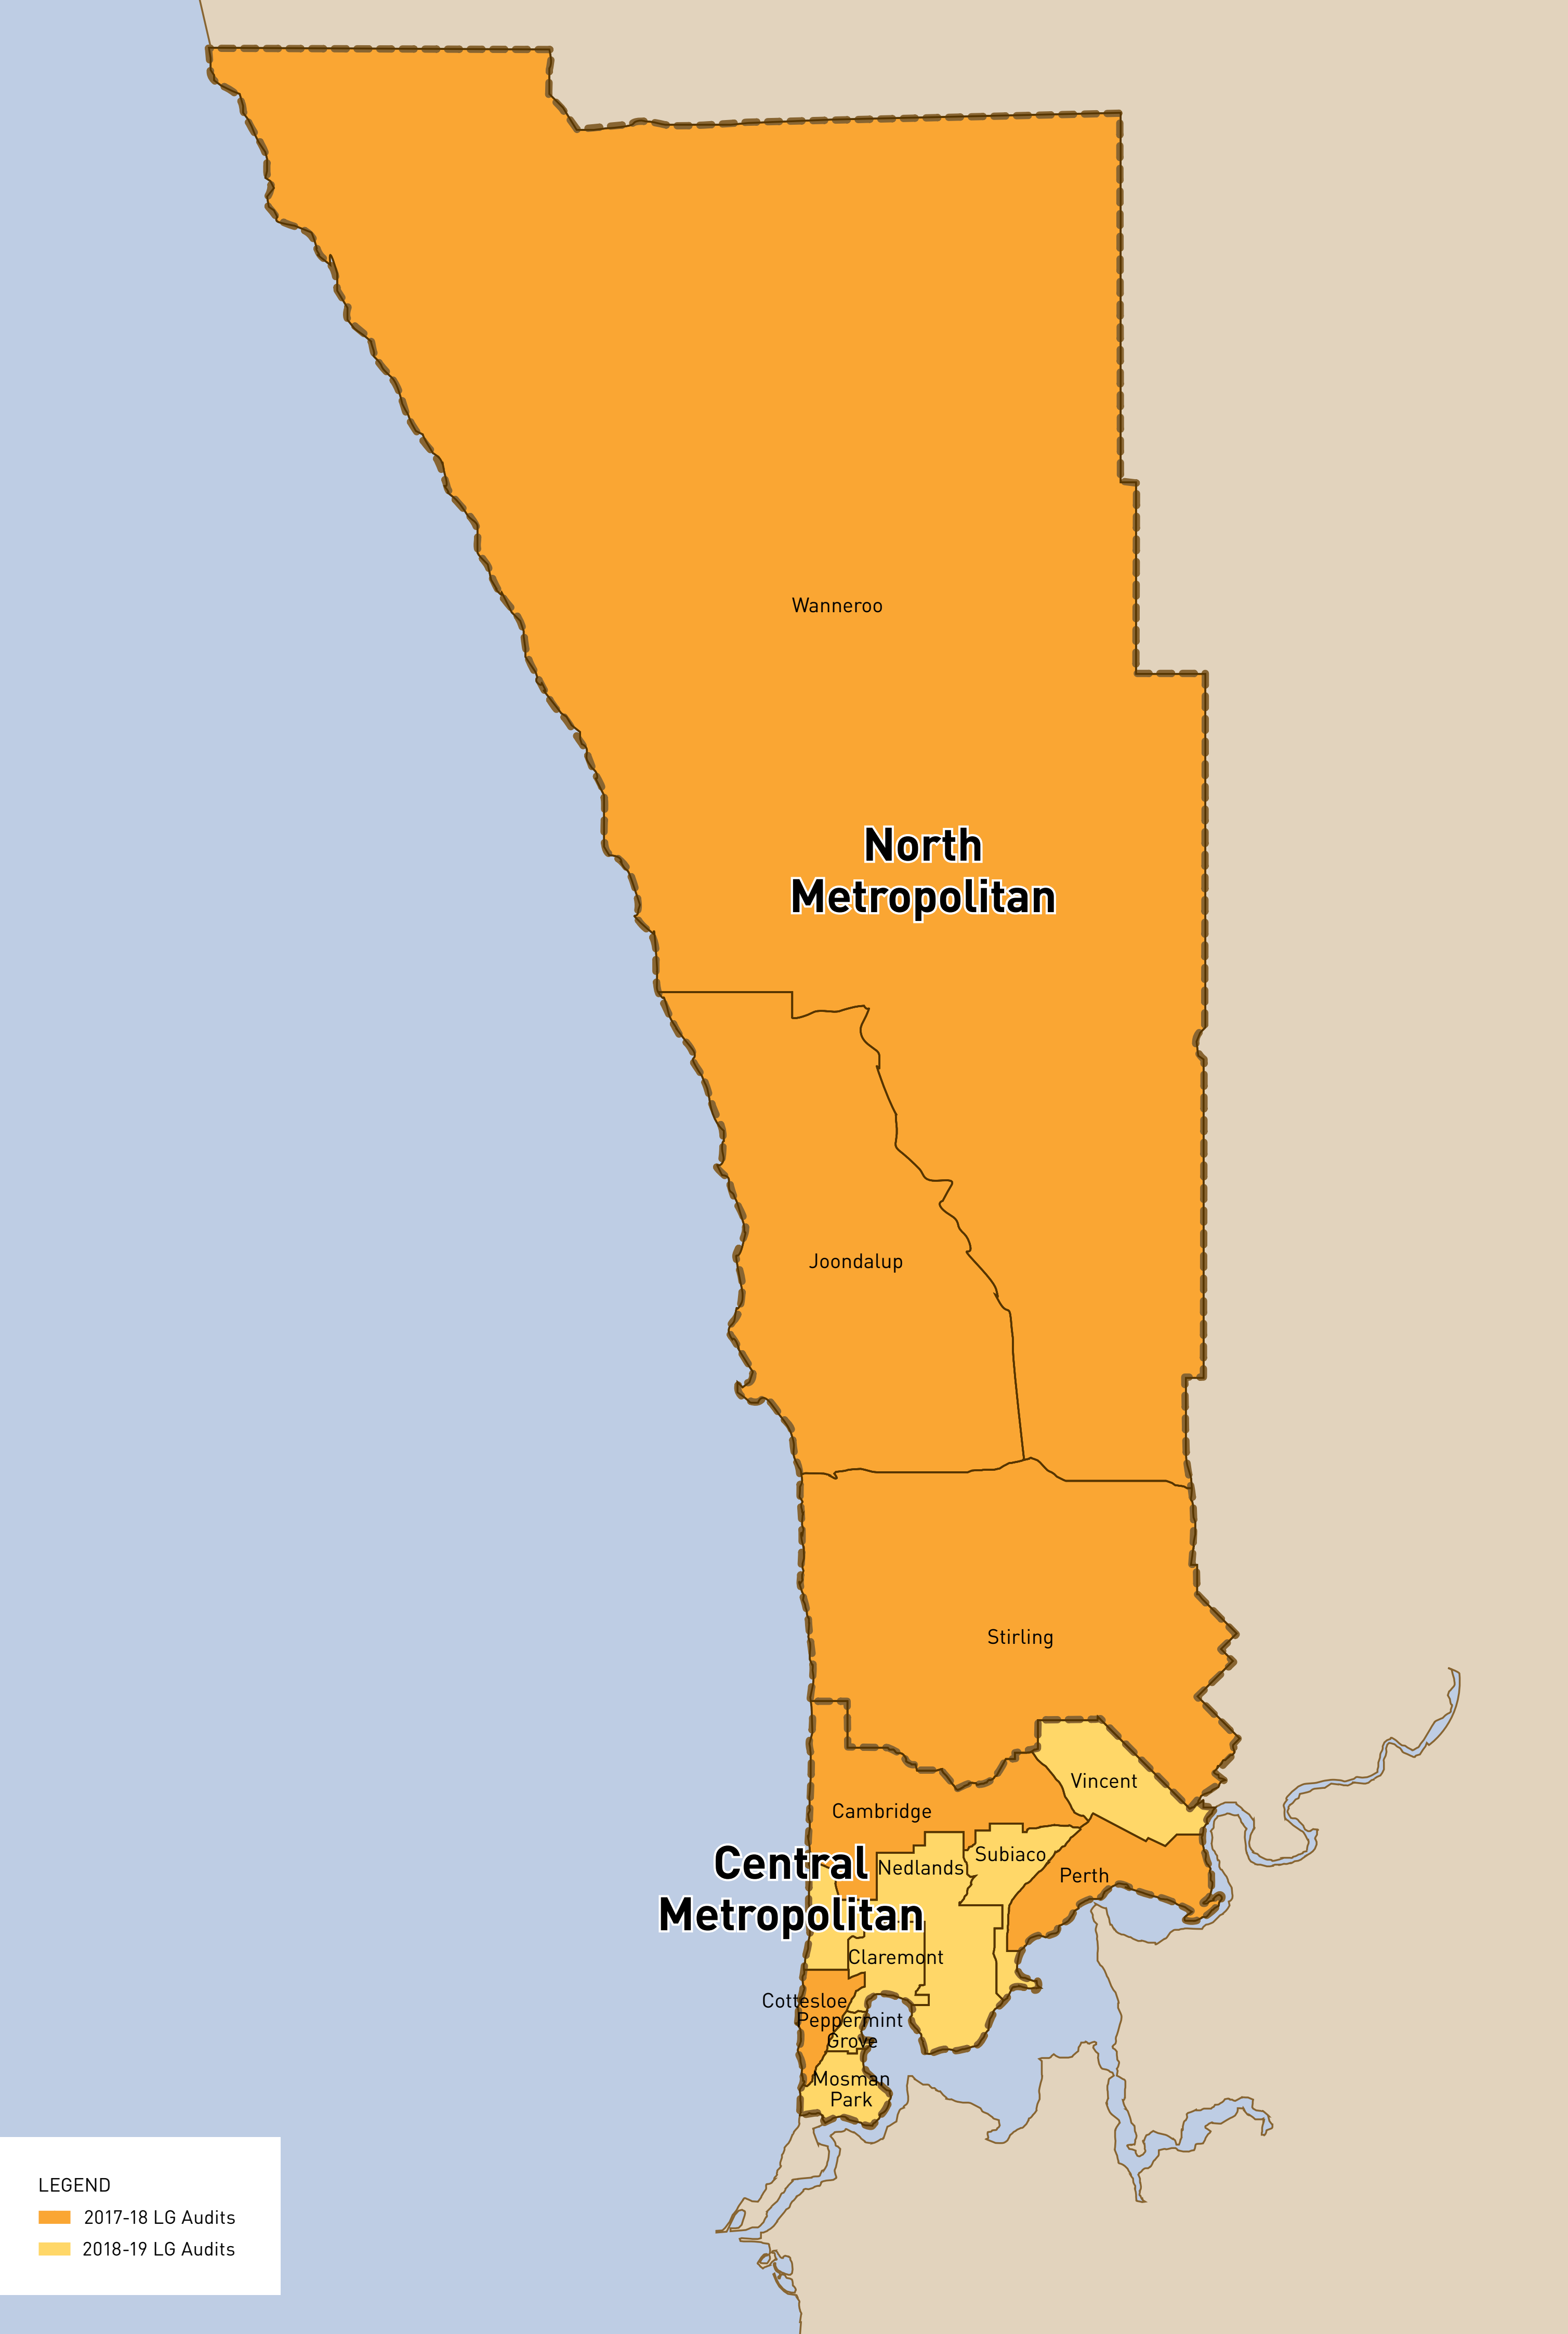 Wanneroo
North
Metropolitan
Joondalup
Stirling
Vincent
Cambridge
Subiaco
Central
Metropolitan
Nedlands
Perth
Claremont
Cottesloe
Peppermint
Grove
Mosman
Park
LEGEND
2017-18 LG Audits
2018-19 LG Audits